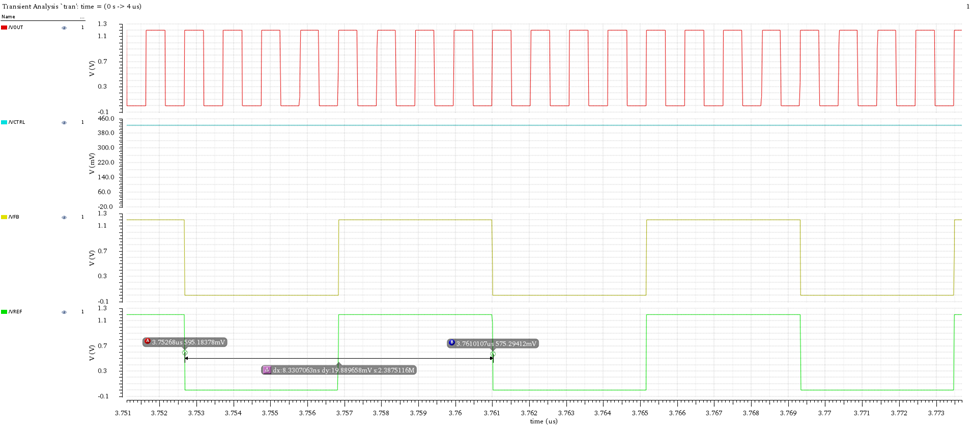 Transient Analysis `tran': time = (0 s -> 4 us)
1
Name
...
/VOUT
1
V (V)
1.3
1.1
0.7
0.3
-0.1
/VCTRL
1
V (mV)
460.0
380.0
300.0
220.0
140.0
60.0
-20.0
/VFB
1
V (V)
1.3
1.1
0.7
0.3
-0.1
/VREF
1
V (V)
1.3
1.1
0.7
0.3
-0.1
3.75268us 595.18378mV
3.7610107us 575.29412mV
dx: 8.3307063ns dy: 19.889658mV s: 2.3875116M
3.751 3.752 3.753 3.754 3.755 3.756 3.757 3.758 3.759 3.76 3.761 3.762 3.763 3.764 3.765 3.766 3.767 3.768 3.769 3.77 3.771 3.772 3.773
time (us)